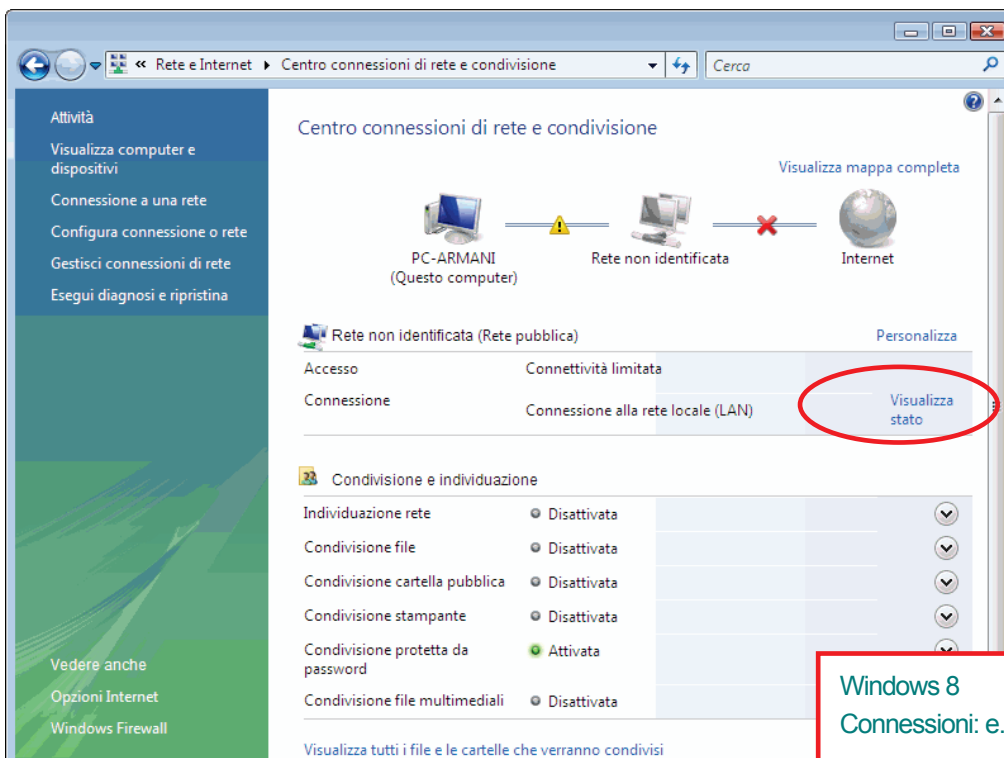 « Rete e Internet Centro connessioni di rete e condivisione Cerca
Attività
Visualizza computer e
dispositivi
Connessione a una rete
Configura connessione o rete
Gestisci connessioni di rete
Esegui diagnosi e ripristina
Vedere anche
Opzioni Internet
Windows Firewall
Centro connessioni di rete e condivisione
Visualizza mappa completa
PC-ARMANI
(Questo computer)
Rete non identificata
Internet
Rete non identificata (Rete pubblica) Personalizza
Accesso Connettività limitata
Connessione Connessione alla rete locale (LAN) Visualizza
stato
Condivisione e individuazione
Individuazione rete Disattivata
Condivisione file Disattivata
Condivisione cartella pubblica Disattivata
Condivisione stampante Disattivata
Condivisione protetta da Attivata
password
Condivisione file multimediali Disattivata
Visualizza tutti i file e le cartelle che verranno condivisi
Windows 8
Connessioni: e.